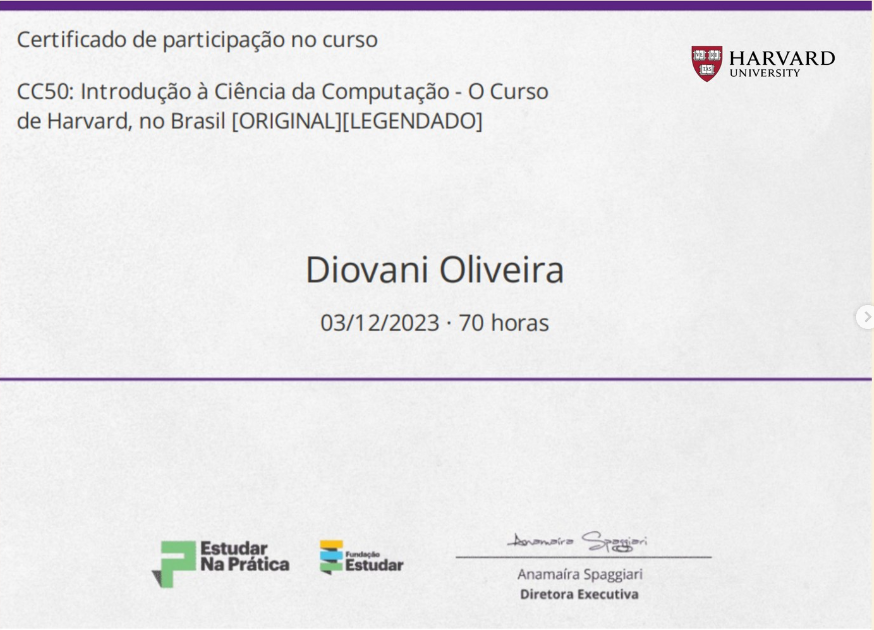 Certificado de participação no curso
HARVARD
UNIVERSITY
CC50: Introdução à Ciência da Computação - O Curso
de Harvard, no Brasil [ORIGINAL][LEGENDADO]
Diovani Oliveira
03/12/2023 · 70 horas
Estudar
Na Prática
Fundação
Estudar
Anamaíra Spaggiari
Anamaíra Spaggiari
Diretora Executiva